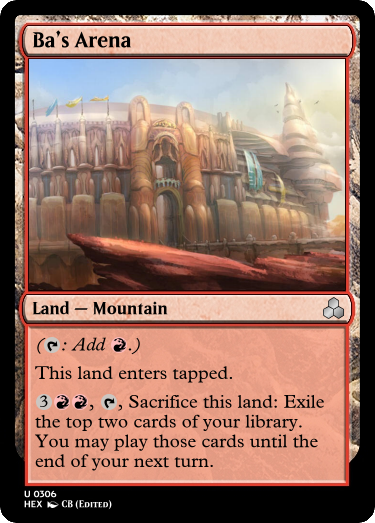 Ba's Arena
Land — Mountain
(T: Add R.)
This land enters tapped.
3RR, T, Sacrifice this land: Exile
the top two cards of your library.
You may play those cards until the
end of your next turn.
U 0306
HEX CB (Edited)